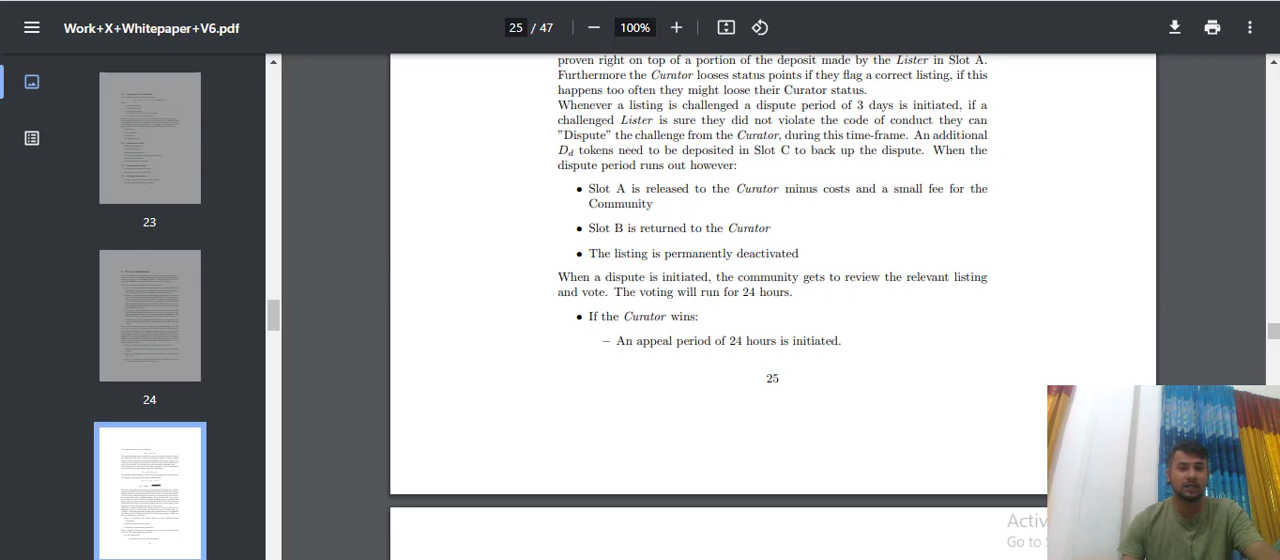 Work+X+Whitepaper+V6.pdf
25 / 47
100%
23
24
proven right on top of a portion of the deposit made by the Lister in Slot A.
Furthermore the Curator looses status points if they flag a correct listing, if this
happens too often they might loose their Curator status.
Whenever a listing is challenged a dispute period of 3 days is initiated, if a
challenged Lister is sure they did not violate the code of conduct they can
"Dispute" the challenge from the Curator, during this time-frame. An additional
Dd tokens need to be deposited in Slot C to back up the dispute. When the
dispute period runs out however:
• Slot A is released to the Curator minus costs and a small fee for the
Community
• Slot B is returned to the Curator
• The listing is permanently deactivated
When a dispute is initiated, the community gets to review the relevant listing
and vote. The voting will run for 24 hours.
• If the Curator wins:
– An appeal period of 24 hours is initiated.
25
Activ
Go to S